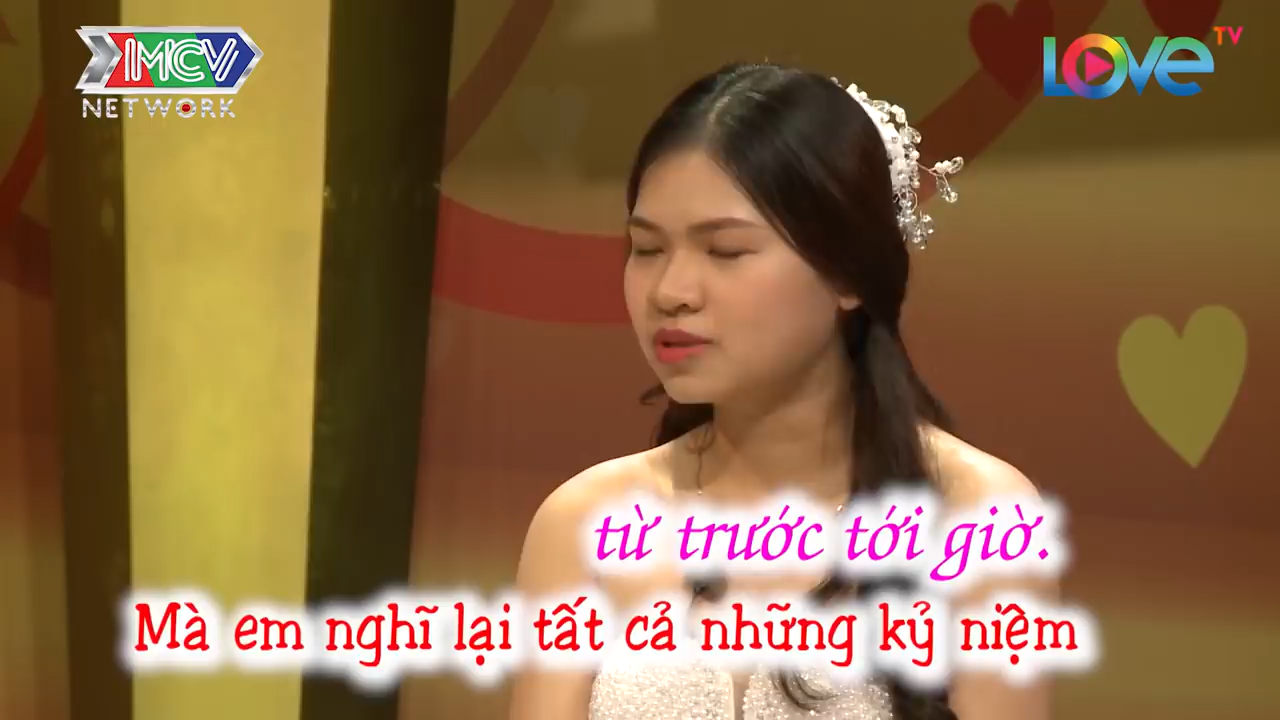 MCV
NETWORK
LOVE TV
từ trước tới giờ.
Mà em nghĩ lại tất cả những kỷ niệm